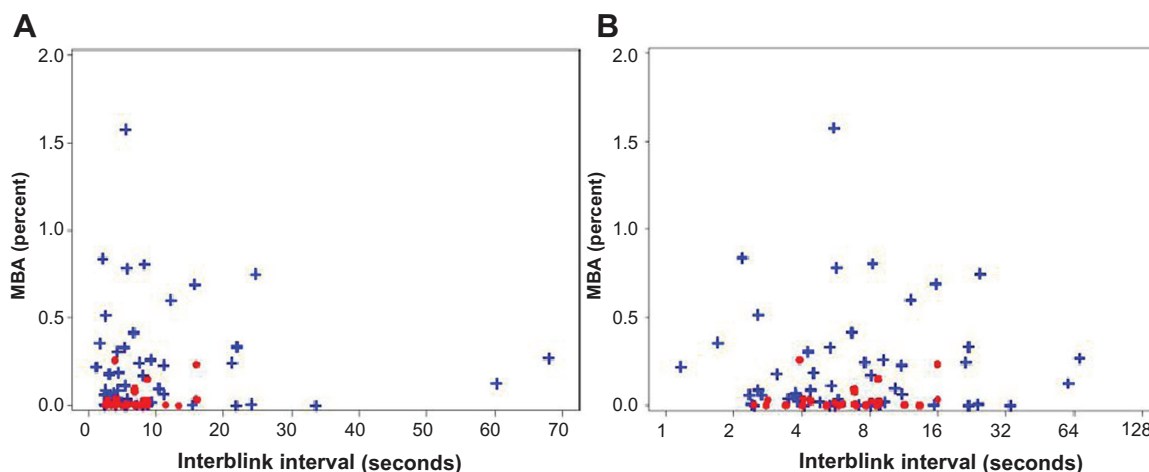 A
B
2.0
1.5
1.0
0.5
0.0
MBA (percent)
0 10 20 30 40 50 60 70
Interblink interval (seconds)
2.0
1.5
1.0
0.5
0.0
MBA (percent)
1 2 4 8 16 32 64 128
Interblink interval (seconds)